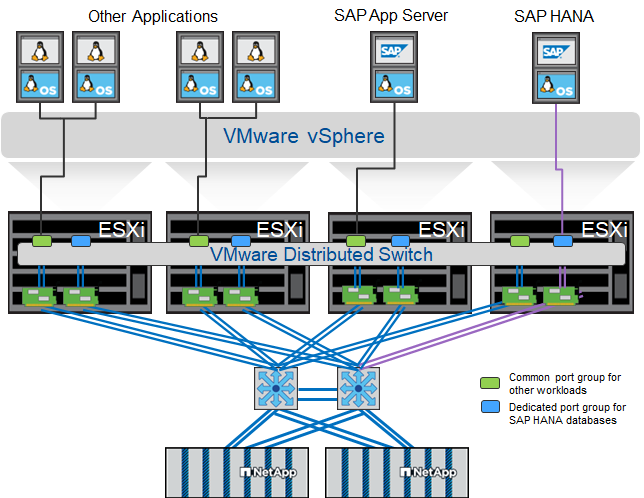 Other Applications
SAP App Server
SAP HANA
SAP
SAP
OS
OS
OS
OS
OS
OS
VMware vSphere
ESXi
ESXi
ESXi
ESXi
VMware Distributed Switch
Common port group for
other workloads
Dedicated port group for
SAP HANA databases
NetApp
NetApp